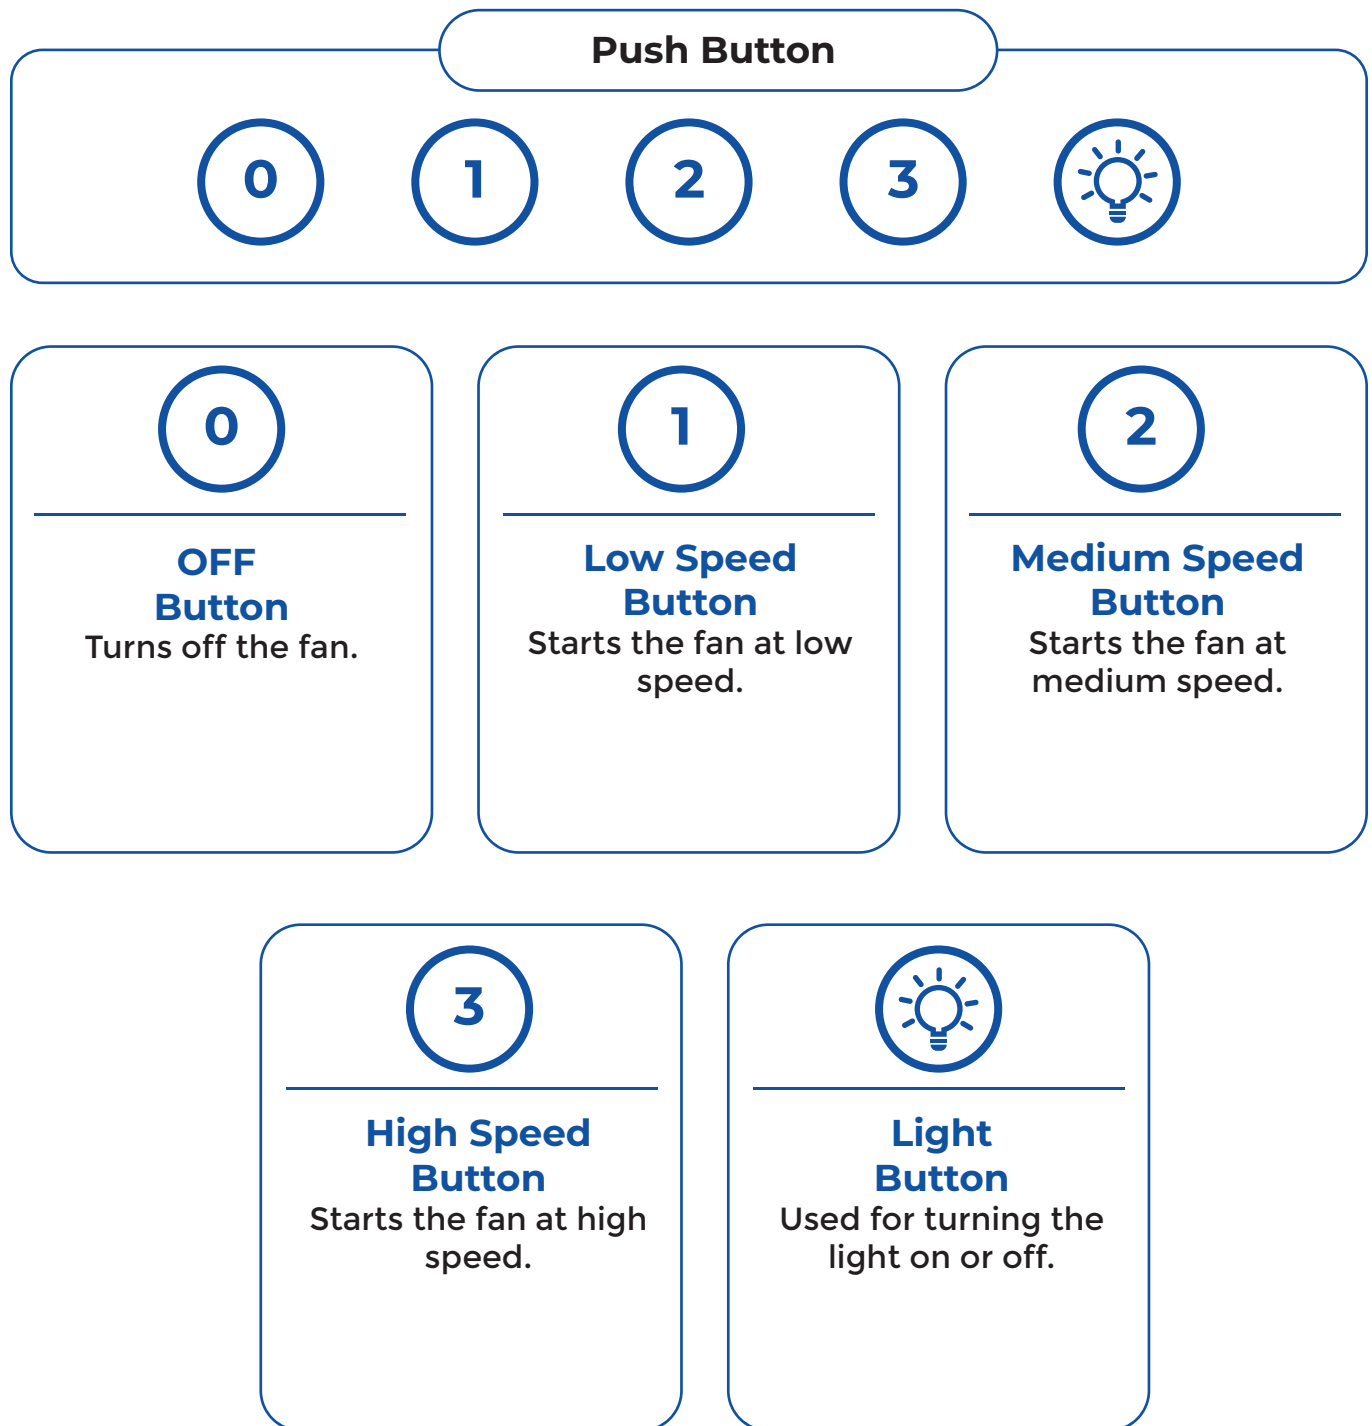 Push Button
0 1 2 3
0
OFF
Button
Turns off the fan.
1
Low Speed
Button
Starts the fan at low
speed.
2
Medium Speed
Button
Starts the fan at
medium speed.
3
High Speed
Button
Starts the fan at high
speed.
Light
Button
Used for turning the
light on or off.